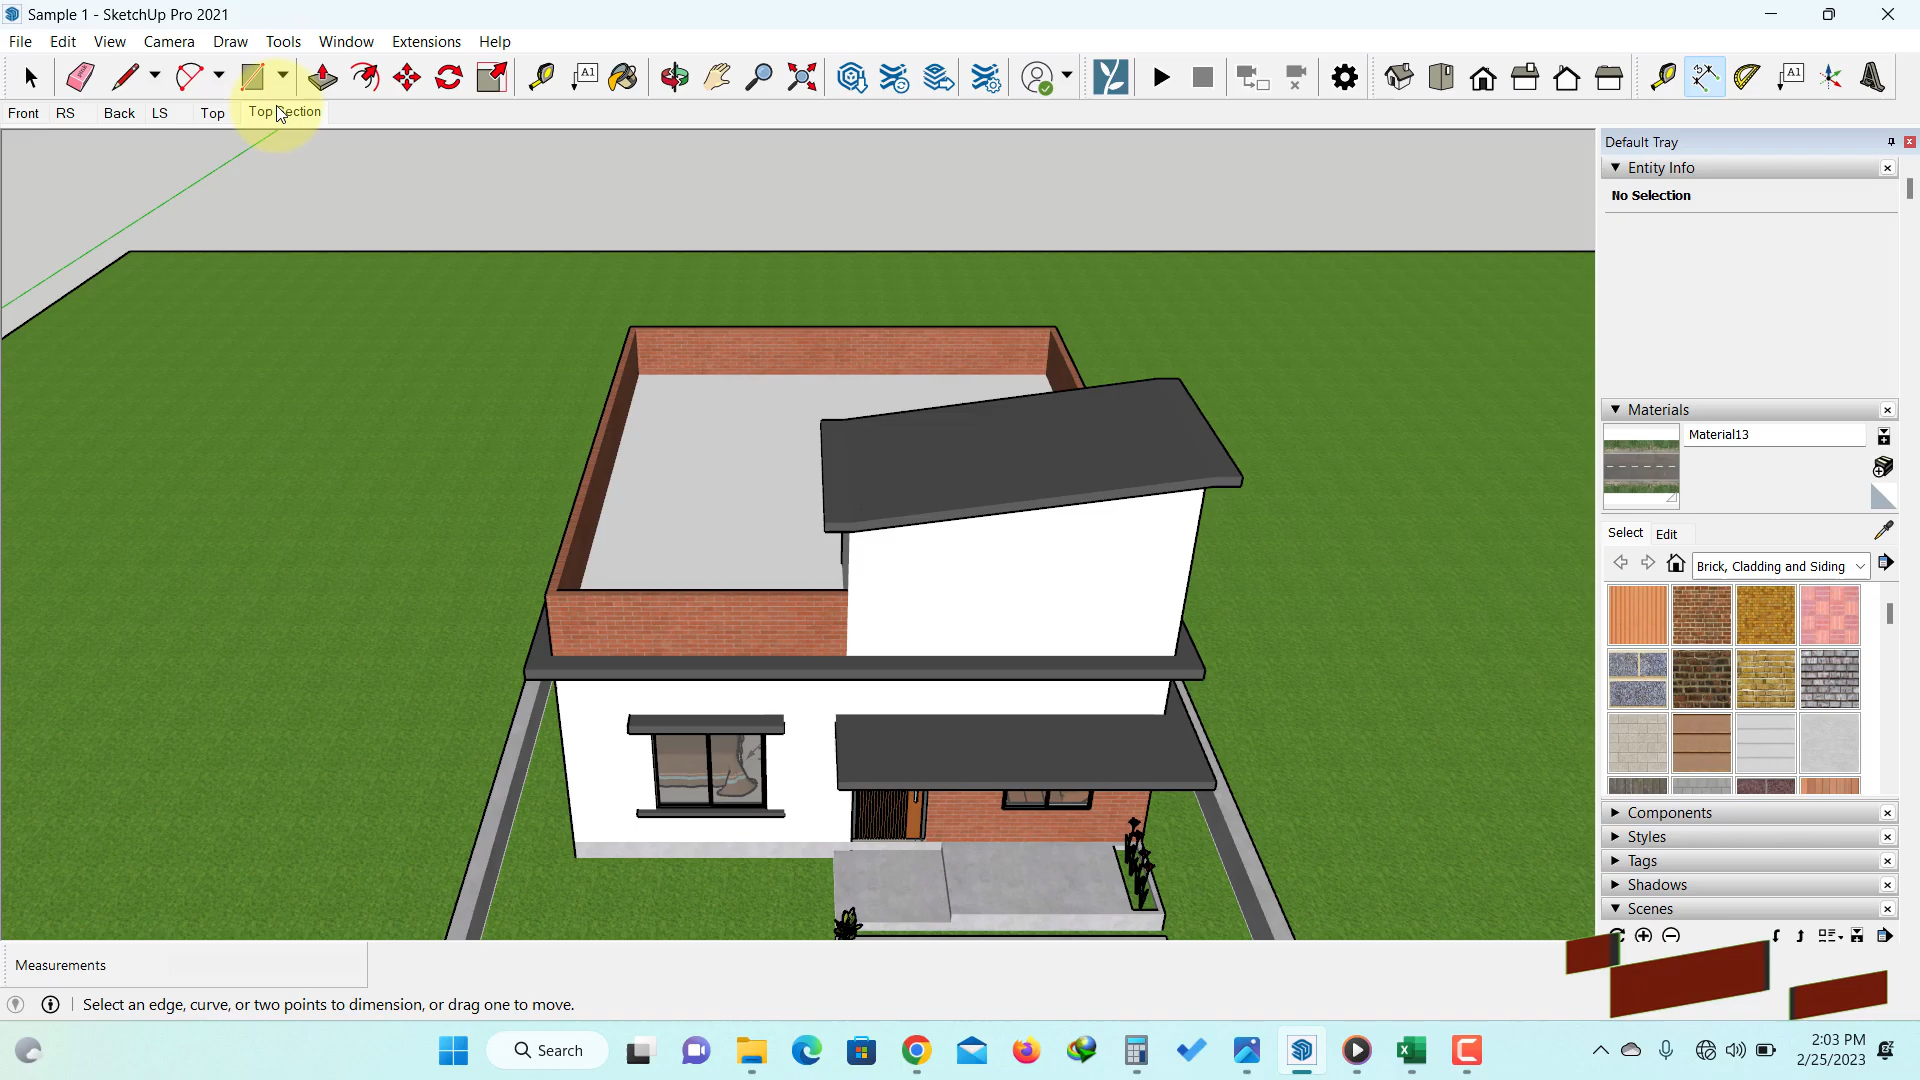 Sample 1 - SketchUp Pro 2021
File Edit View Camera Draw Tools Window Extensions Help
A1
A1
Front RS Back LS Top Top Section
Default Tray
Entity Info
No Selection
Materials
Material13
Select Edit
Brick, Cladding and Siding
Components
Styles
Tags
Shadows
Scenes
Measurements
Select an edge, curve, or two points to dimension, or drag one to move.
Search
2:03 PM
2/25/2023